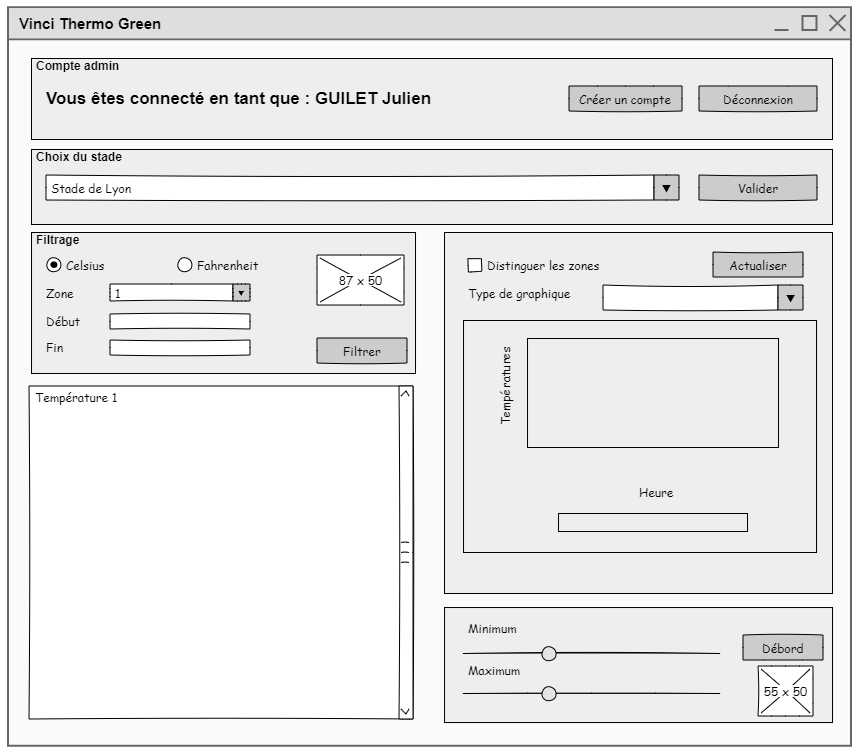 Vinci Thermo Green
Compte admin
Vous êtes connecté en tant que : GUILET Julien
Créer un compte
Déconnexion
Choix du stade
Stade de Lyon
Valider
Filtrage
Celsius
Fahrenheit
87 x 50
Zone
1
Début
Fin
Filtrer
Température 1
Distinguer les zones
Actualiser
Type de graphique
Températures
Heure
Minimum
Débord
Maximum
55 x 50